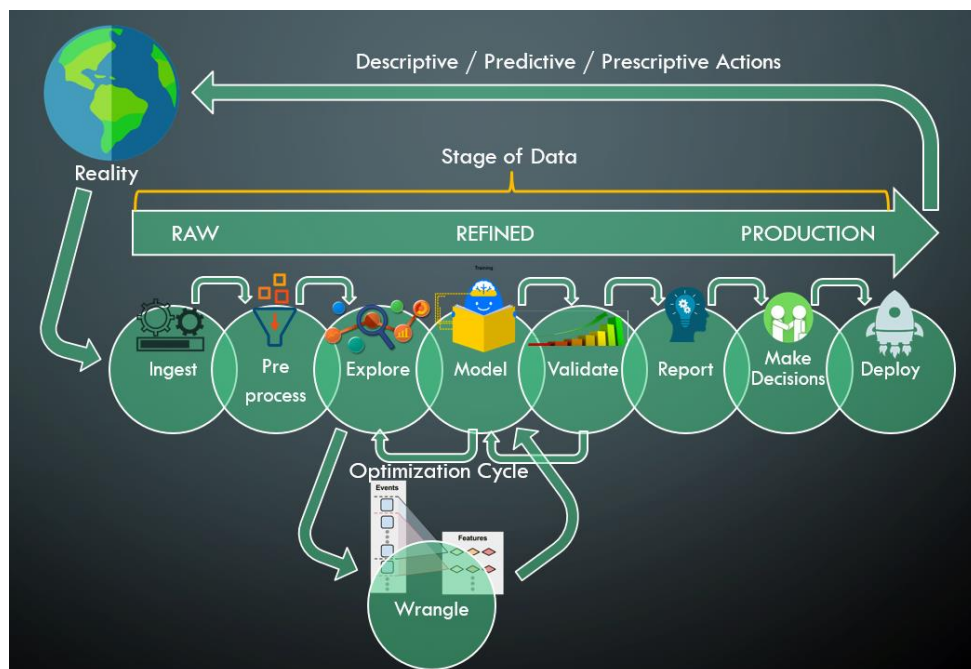 Descriptive / Predictive / Prescriptive Actions
Reality
Stage of Data
RAW
REFINED
PRODUCTION
Training
Ingest
Pre
process
Explore
Model
Validate
Report
Make
Decisions
Deploy
Optimization Cycle
Events
Features
Wrangle